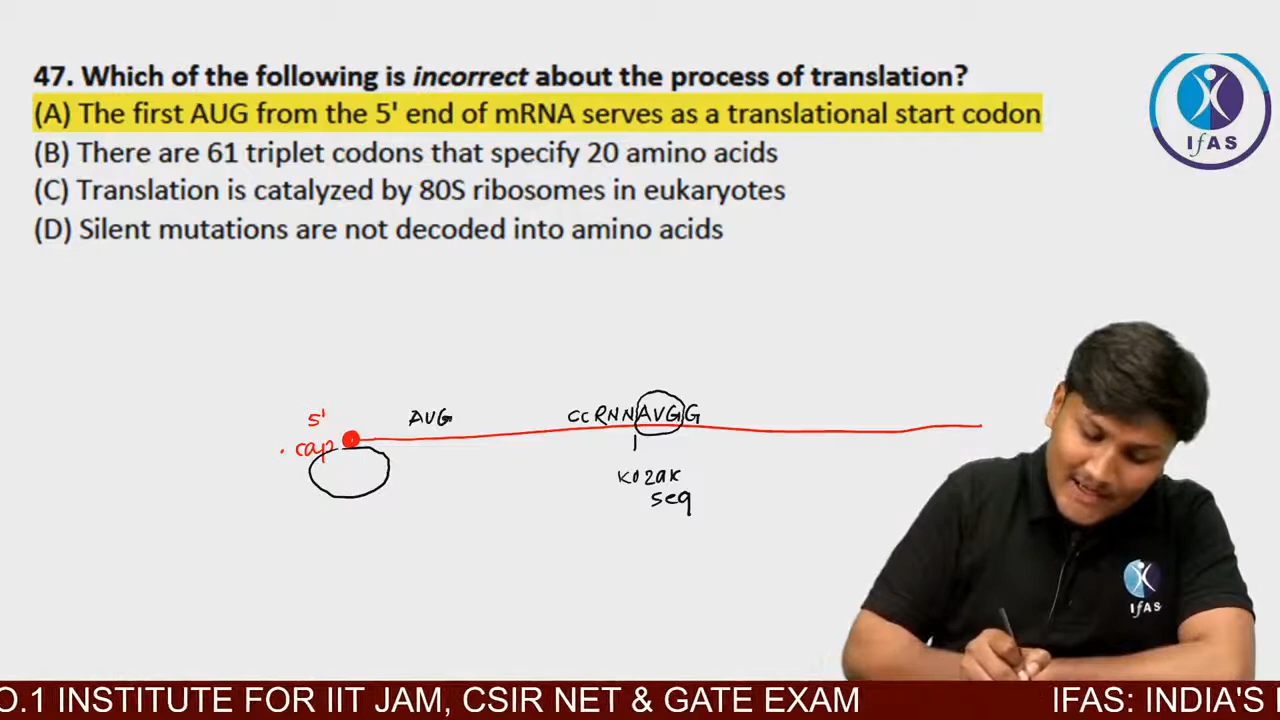 47. Which of the following is incorrect about the process of translation?
(A) The first AUG from the 5' end of mRNA serves as a translational start codon
(B) There are 61 triplet codons that specify 20 amino acids
(C) Translation is catalyzed by 80S ribosomes in eukaryotes
(D) Silent mutations are not decoded into amino acids
IFAS
5' AUG CCRNNAUGG
cap
Kozak
seq
IFAS
O.1 INSTITUTE FOR IIT JAM, CSIR NET & GATE EXAM IFAS: INDIA'S